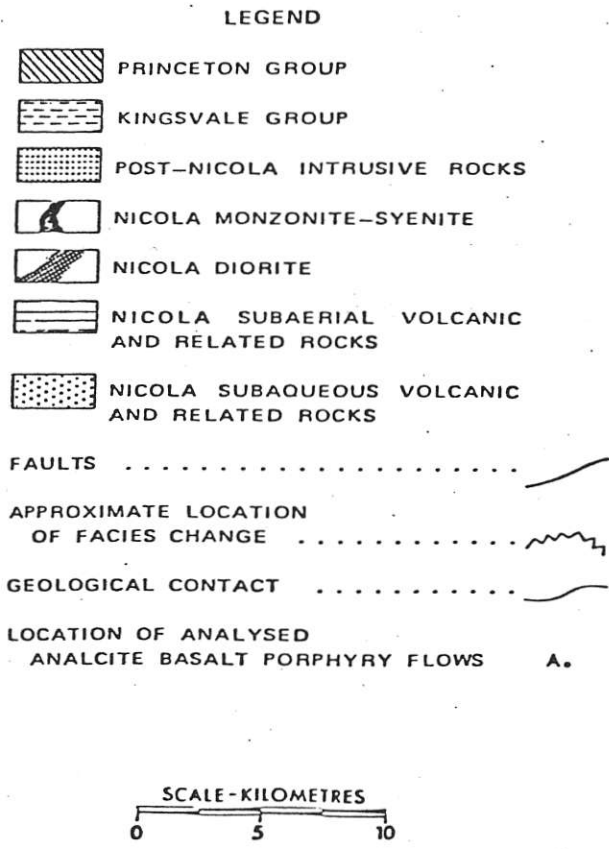 LEGEND
PRINCETON GROUP
KINGSVALE GROUP
POST-NICOLA INTRUSIVE ROCKS
NICOLA MONZONITE-SYENITE
NICOLA DIORITE
NICOLA SUBAERIAL VOLCANIC
AND RELATED ROCKS
NICOLA SUBAQUEOUS VOLCANIC
AND RELATED ROCKS
FAULTS . . . . . . . . . . . . . . . . . . . . .
APPROXIMATE LOCATION
OF FACIES CHANGE . . . . . . . . . . . .
GEOLOGICAL CONTACT . . . . . . . . . . .
LOCATION OF ANALYSED
ANALCITE BASALT PORPHYRY FLOWS A.
SCALE-KILOMETRES
0 5 10